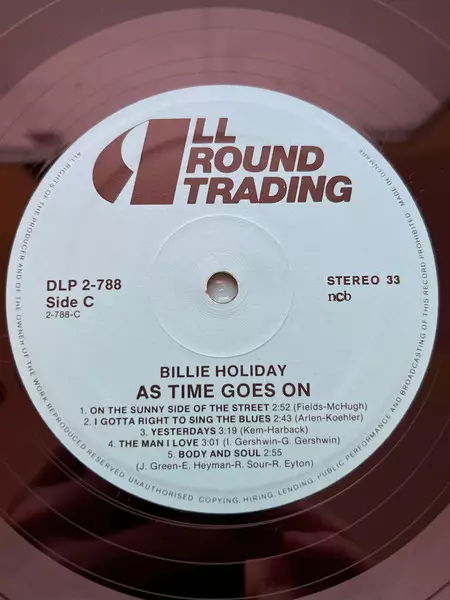 ALL
ROUND
TRADING
DLP 2-788
Side C
2-788-C
STEREO 33
ncb
BILLIE HOLIDAY
AS TIME GOES ON
1. ON THE SUNNY SIDE OF THE STREET 2:52 (Fields-McHugh)
2. I GOTTA RIGHT TO SING THE BLUES 2:43 (Arlen-Koehler)
3. YESTERDAYS 3:19 (Kern-Harback)
4. THE MAN I LOVE 3:01 (I. Gershwin-G. Gershwin)
5. BODY AND SOUL 2:55
(J. Green-E. Heyman-R. Sour-R. Eyton)
ALL RIGHTS OF THE PRODUCER AND OF THE OWNER OF THE WORK REPRODUCED RESERVED. UNAUTHORISED COPYING, HIRING, LENDING, PUBLIC PERFORMANCE AND BROADCASTING OF THIS RECORD PROHIBITED. MADE IN DENMARK